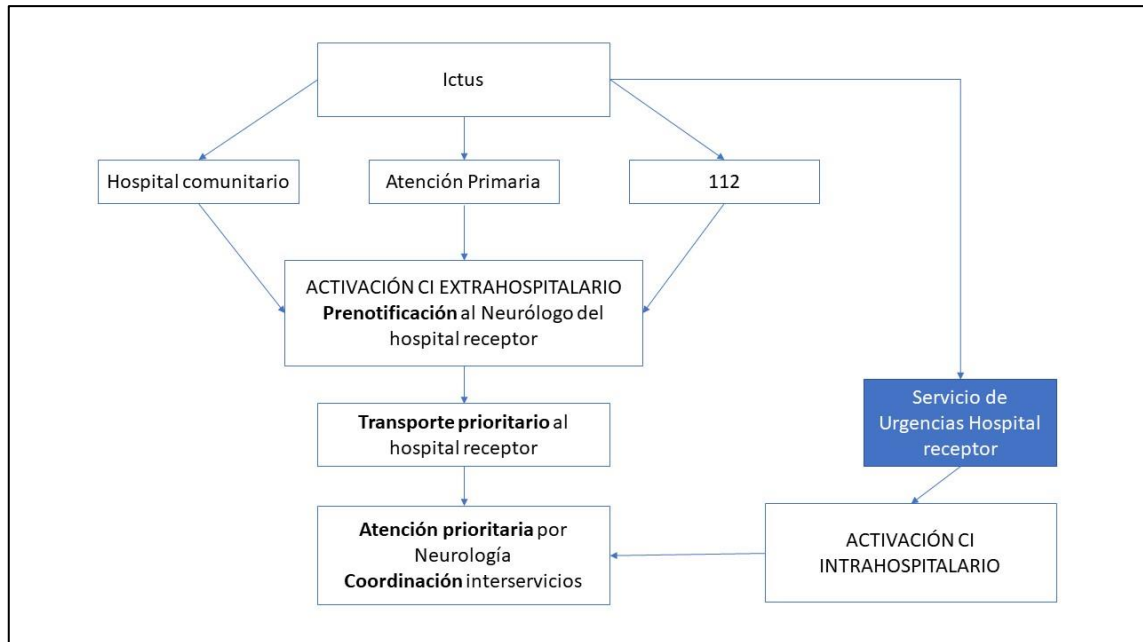 Ictus
Hospital comunitario
Atención Primaria
112
ACTIVACIÓN CI EXTRAHOSPITALARIO
Prenotificación al Neurólogo del
hospital receptor
Transporte prioritario al
hospital receptor
Servicio de
Urgencias Hospital
receptor
Atención prioritaria por
Neurología
Coordinación interservicios
ACTIVACIÓN CI
INTRAHOSPITALARIO